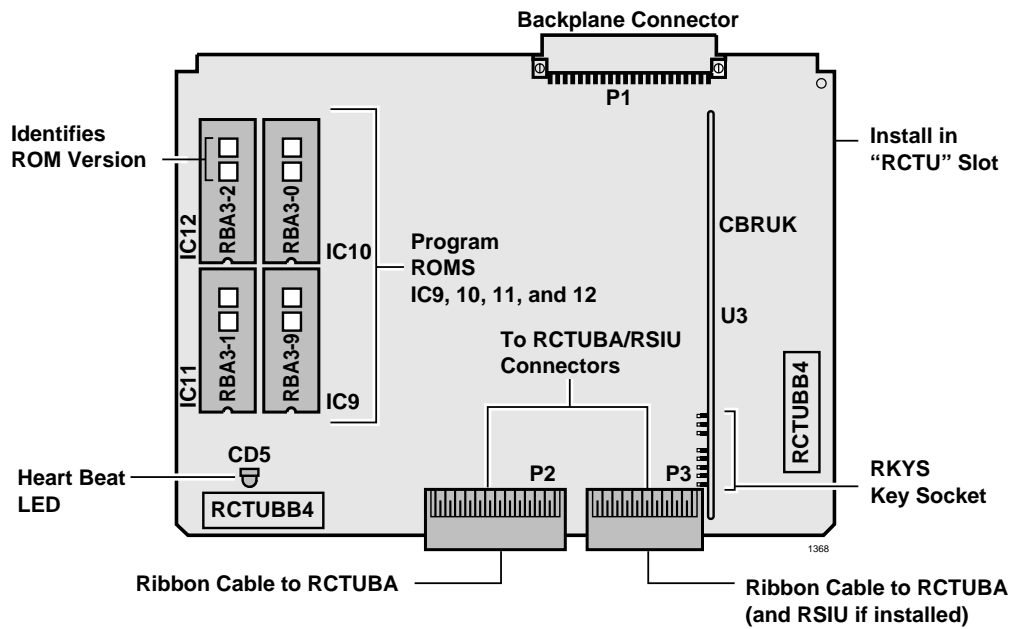 Backplane Connector
P1
Identifies
ROM Version
Install in
“RCTU” Slot
IC12
RBA3-2
RBA3-0
IC10
CBRUK
Program
ROMS
IC9, 10, 11, and 12
U3
To RCTUBA/RSIU
Connectors
IC11
RBA3-1
RBA3-9
IC9
RCTUBB4
CD5
Heart Beat
LED
P2
P3
RKYS
Key Socket
RCTUBB4
1368
Ribbon Cable to RCTUBA
Ribbon Cable to RCTUBA
(and RSIU if installed)